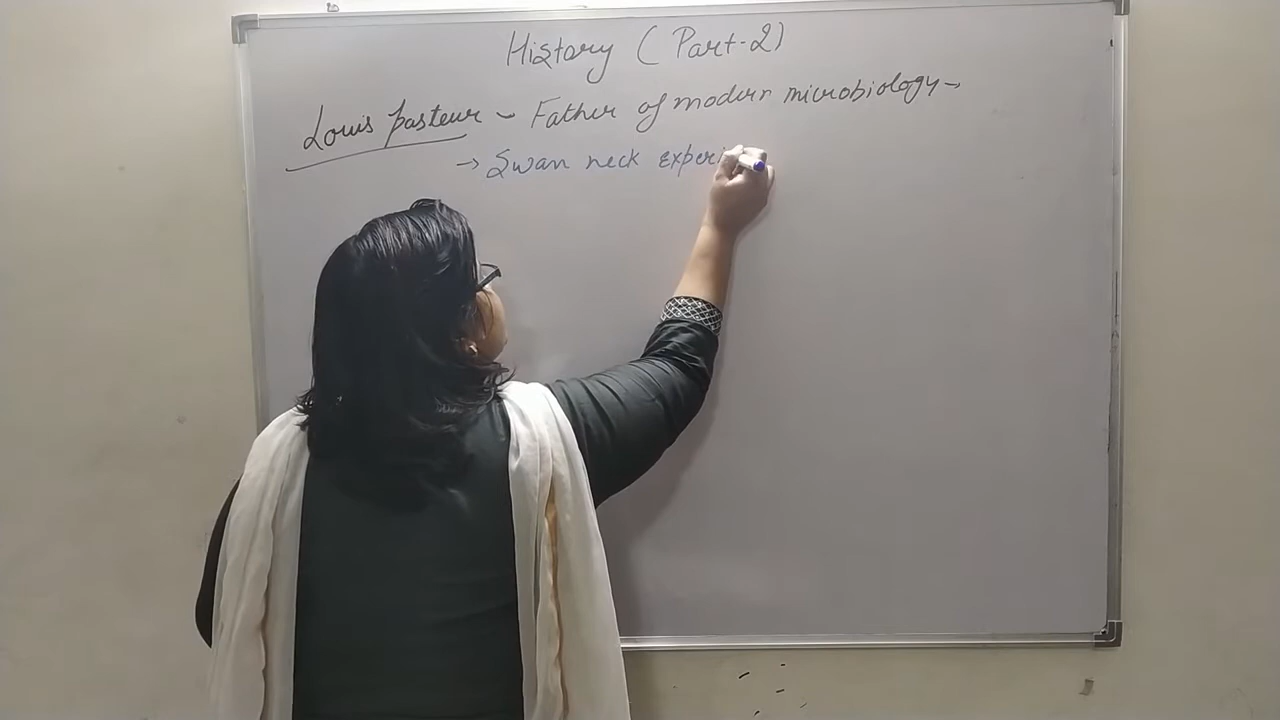 History (Part-2)
Louis Pasteur - Father of modern microbiology -
→ Swan neck experi